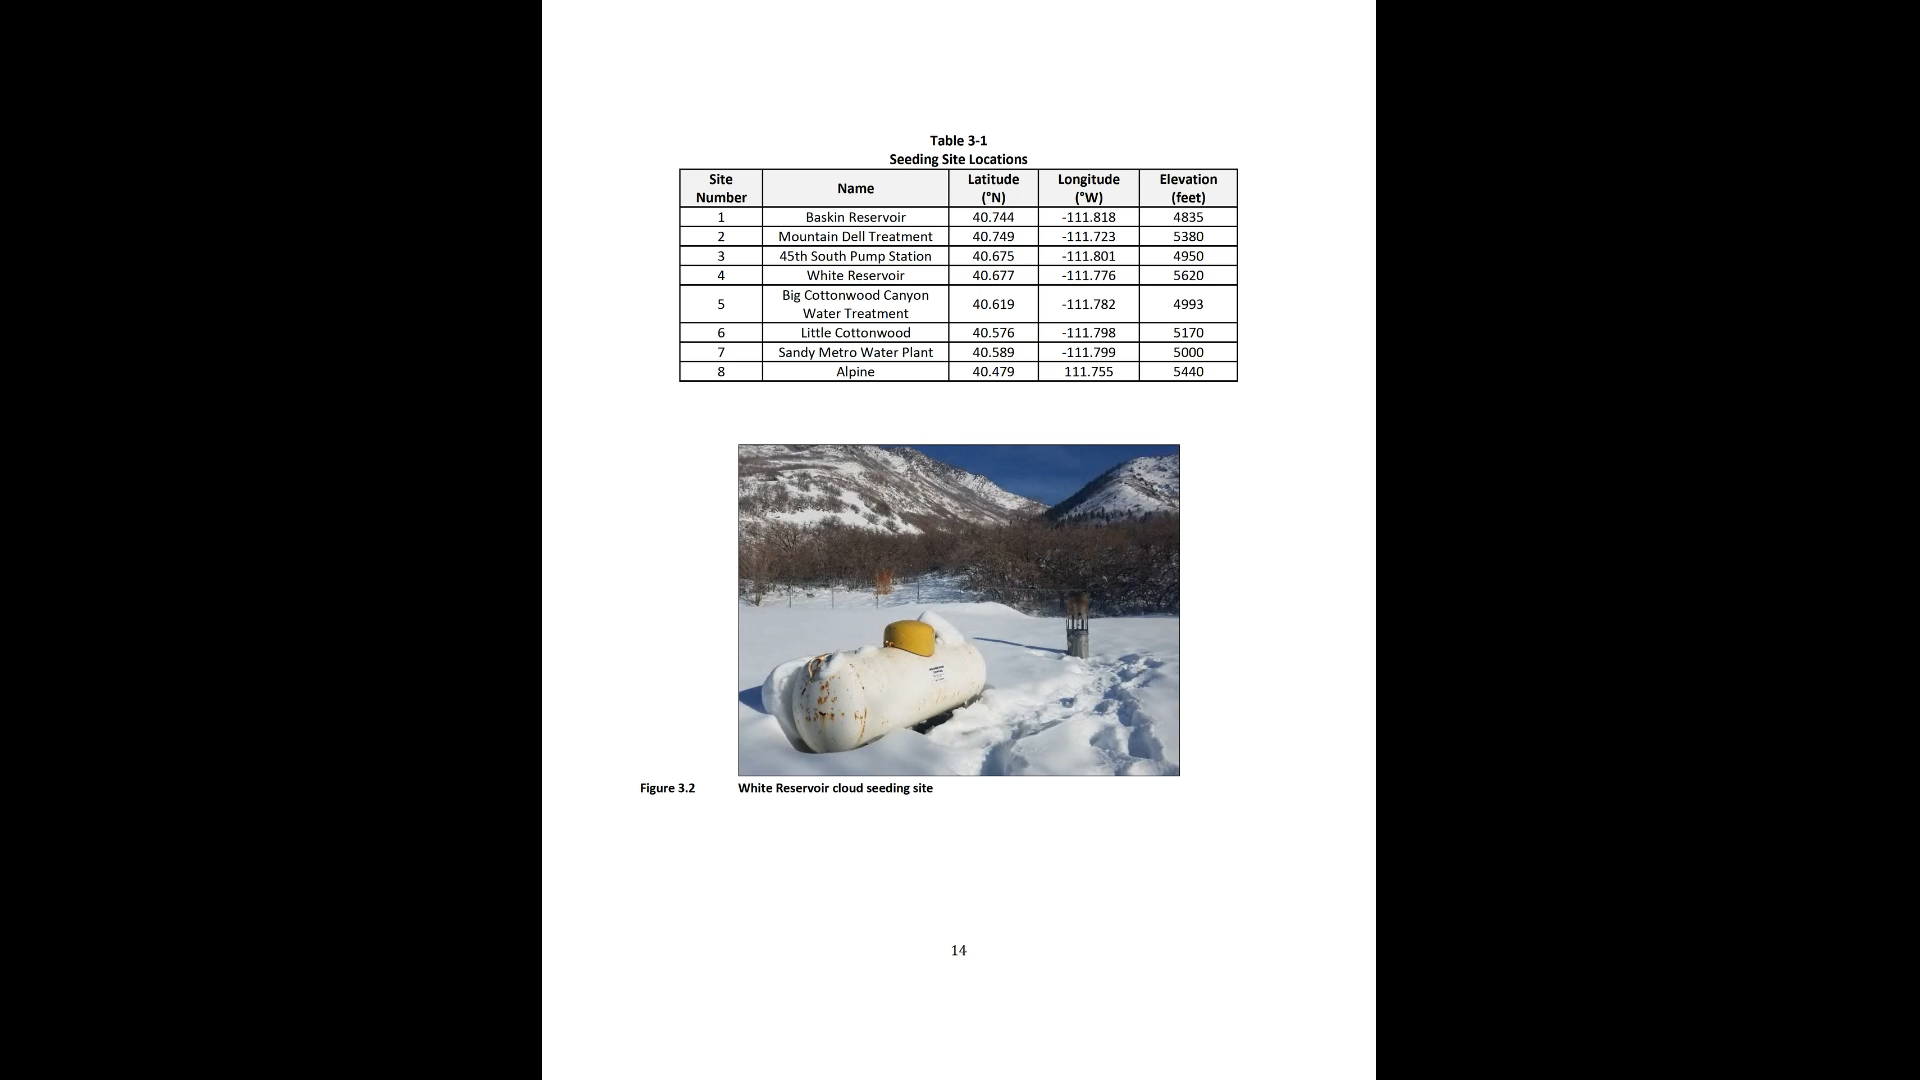 Table 3-1
Seeding Site Locations
Site Number | Name | Latitude (°N) | Longitude (°W) | Elevation (feet)
1 | Baskin Reservoir | 40.744 | -111.818 | 4835
2 | Mountain Dell Treatment | 40.749 | -111.723 | 5380
3 | 45th South Pump Station | 40.675 | -111.801 | 4950
4 | White Reservoir | 40.677 | -111.776 | 5620
5 | Big Cottonwood Canyon Water Treatment | 40.619 | -111.782 | 4993
6 | Little Cottonwood | 40.576 | -111.798 | 5170
7 | Sandy Metro Water Plant | 40.589 | -111.799 | 5000
8 | Alpine | 40.479 | 111.755 | 5440
Figure 3.2 White Reservoir cloud seeding site
14